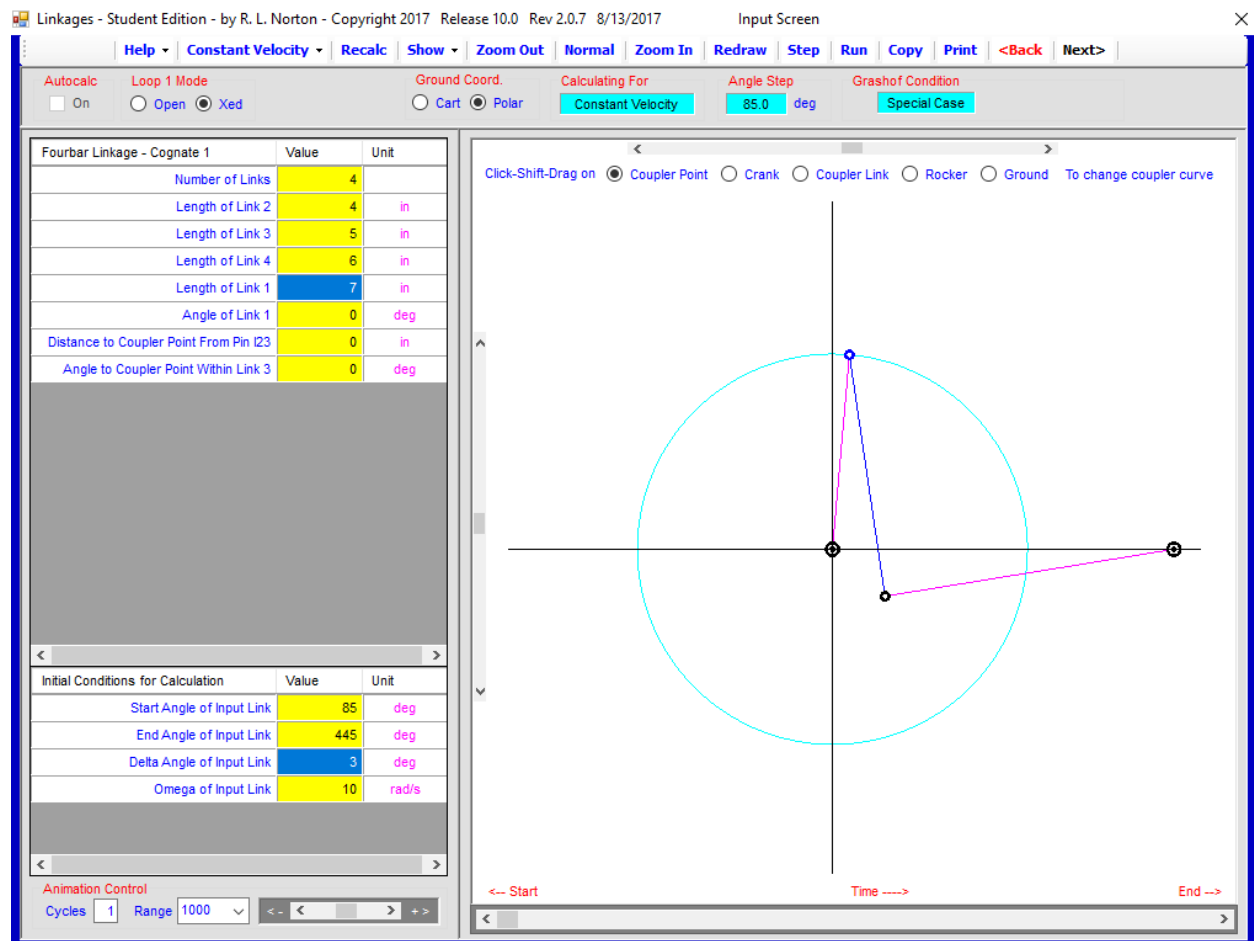 Linkages - Student Edition - by R. L. Norton - Copyright 2017 Release 10.0 Rev 2.0.7 8/13/2017 Input Screen
Help Constant Velocity Recalc Show Zoom Out Normal Zoom In Redraw Step Run Copy Print <Back Next>
Autocalc Loop 1 Mode Ground Coord. Calculating For Angle Step Grashof Condition
On Open Xed Cart Polar Constant Velocity 85.0 deg Special Case
Fourbar Linkage - Cognate 1 Value Unit
Number of Links 4
Length of Link 2 4 in
Length of Link 3 5 in
Length of Link 4 6 in
Length of Link 1 7 in
Angle of Link 1 0 deg
Distance to Coupler Point From Pin I23 0 in
Angle to Coupler Point Within Link 3 0 deg
Initial Conditions for Calculation Value Unit
Start Angle of Input Link 85 deg
End Angle of Input Link 445 deg
Delta Angle of Input Link 3 deg
Omega of Input Link 10 rad/s
Animation Control
Cycles 1 Range 1000 < - + >
Click-Shift-Drag on Coupler Point Crank Coupler Link Rocker Ground To change coupler curve
<-- Start Time ----> End -->